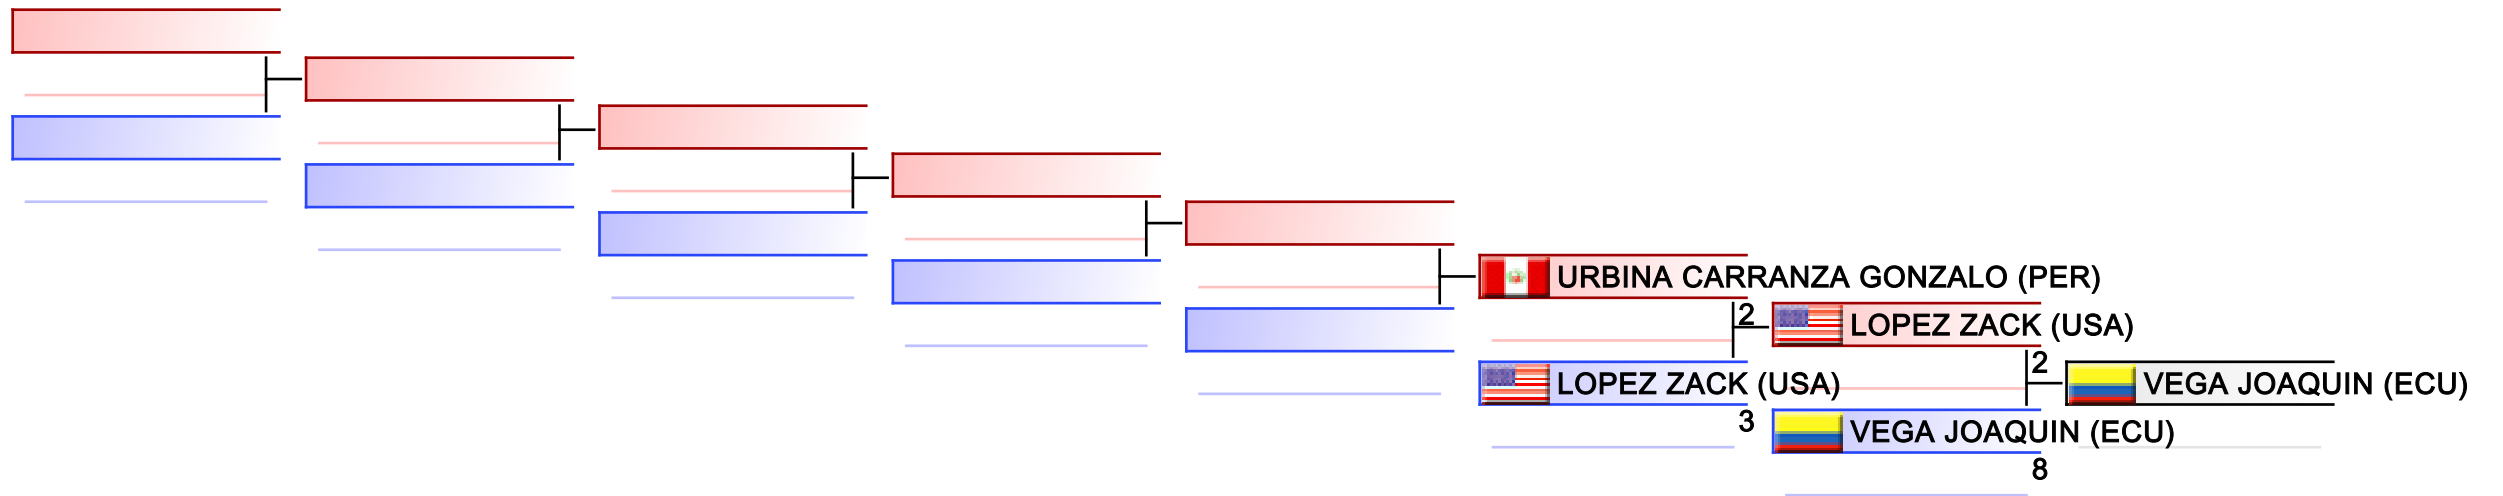 URBINA CARRANZA GONZALO (PER)
2
LOPEZ ZACK (USA)
LOPEZ ZACK (USA)
3
2
VEGA JOAQUIN (ECU)
VEGA JOAQUIN (ECU)
8